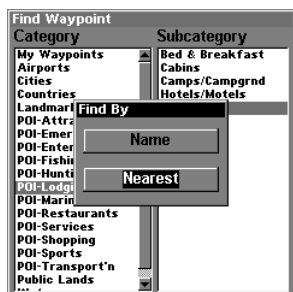 Find Waypoint
Category
Subcategory
My Waypoints
Airports
Cities
Countries
Landmar
POI-Attra
POI-Emer
POI-Enter
POI-Fishi
POI-Hunti
POI-Lodgi
POI-Marin
POI-Restaurants
POI-Services
POI-Shopping
POI-Sports
POI-Transport'n
Public Lands
Bed & Breakfast
Cabins
Camps/Campgrnd
Hotels/Motels
Find By
Name
Nearest